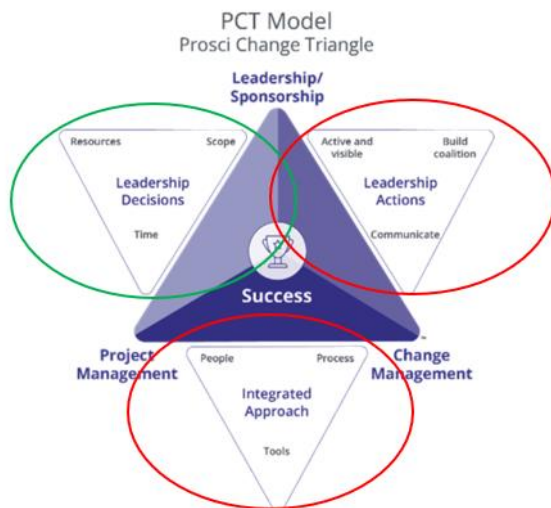 PCT Model
Prosci Change Triangle
Leadership/
Sponsorship
Resources
Scope
Leadership
Decisions
Time
Active and
visible
Build
coalition
Leadership
Actions
Communicate
Success
Project
Management
Change
Management
People
Process
Integrated
Approach
Tools